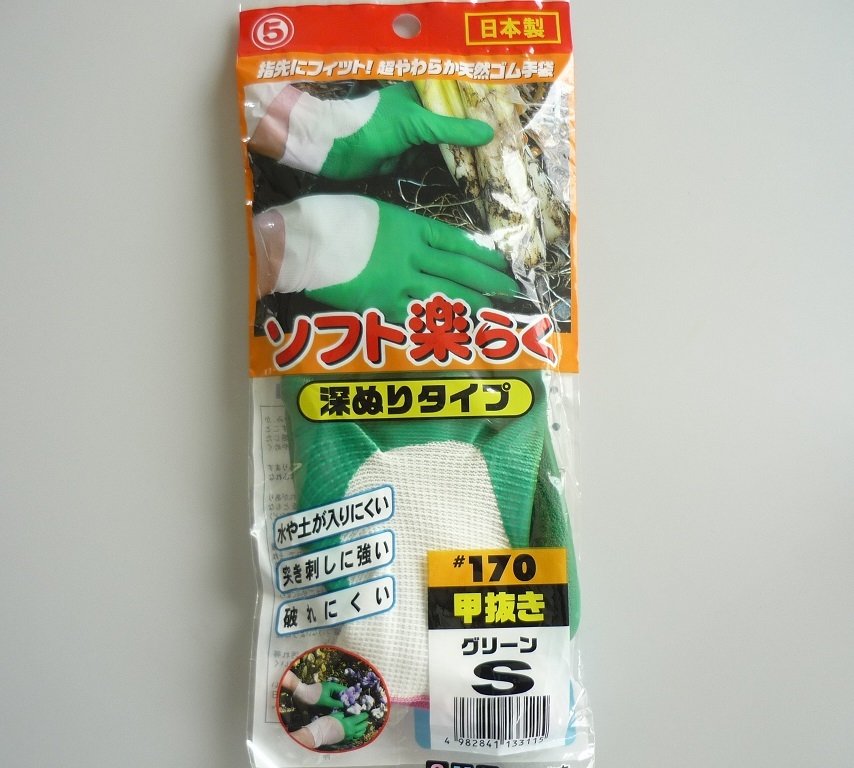 5
日本製
指先にフィット!超やわらか天然ゴム手袋
ソフト楽らく
深ぬりタイプ
水や土が入りにくい
突き刺しに強い
破れにくい
#170
甲抜き
グリーン
S
4 982841 133115